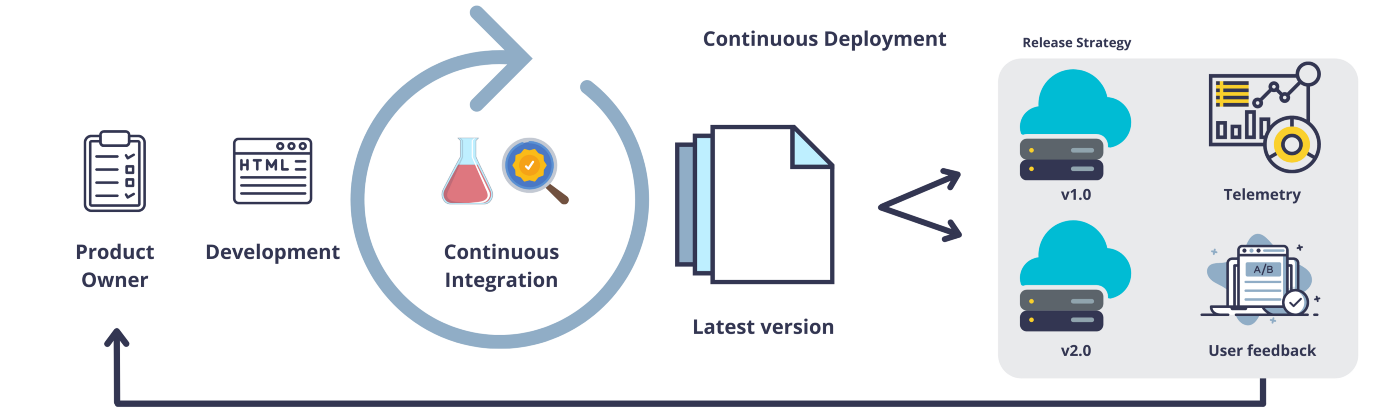 Continuous Deployment
Release Strategy
HTML
Product
Owner
Development
Continuous
Integration
Latest version
v1.0
Telemetry
v2.0
A/B
User feedback